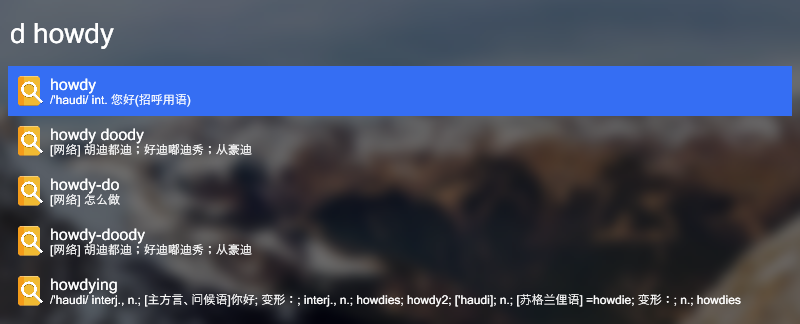 d howdy
howdy
/'haudi/ int. 您好(招呼用语)
howdy doody
[网络] 胡迪都迪；好迪嘟迪秀；从豪迪
howdy-do
[网络] 怎么做
howdy-doody
[网络] 胡迪都迪；好迪嘟迪秀；从豪迪
howdying
/'haudi/ interj., n.; [主方言、问候语]你好; 变形：; interj., n.; howdies; howdy2; ['haudi]; n.; [苏格兰俚语] =howdie; 变形：; n.; howdies